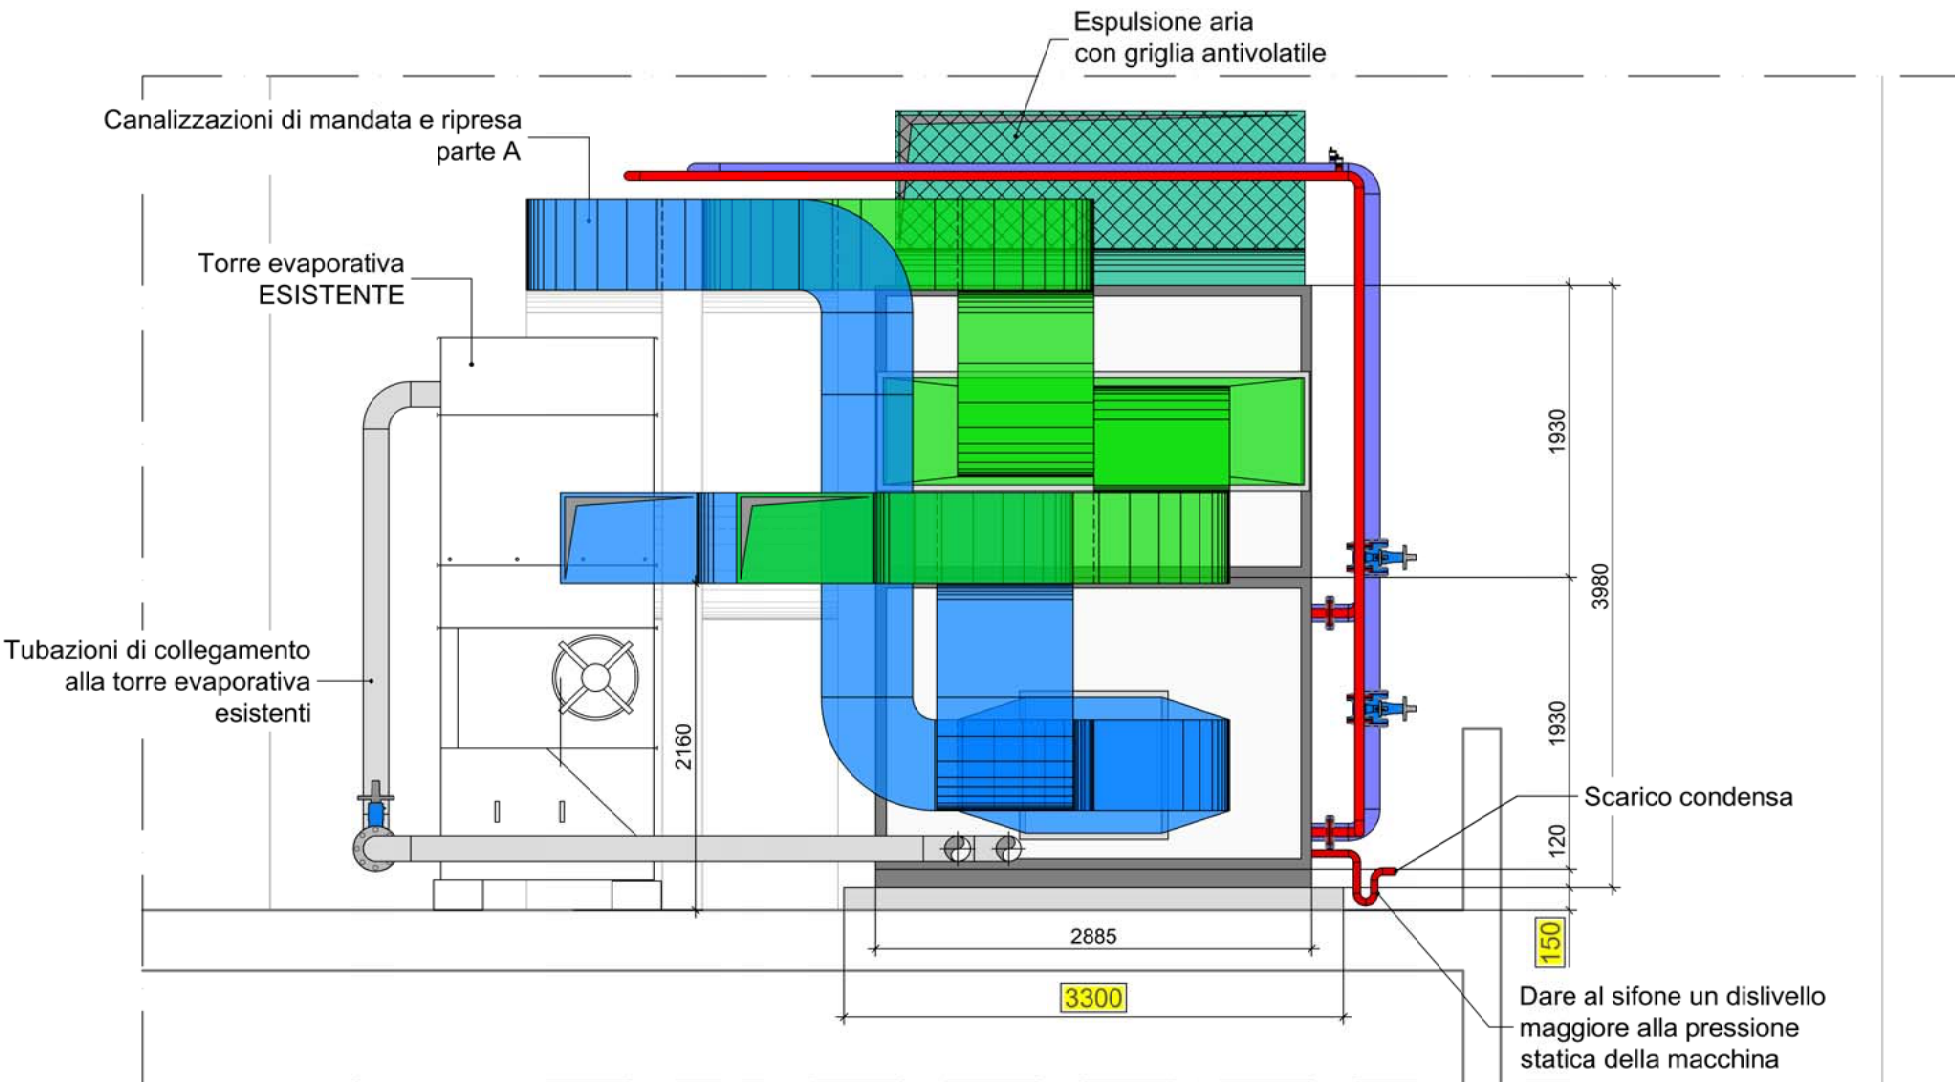 Espulsione aria
con griglia antivolatile
Canalizzazioni di mandata e ripresa
parte A
Torre evaporativa
ESISTENTE
Tubazioni di collegamento
alla torre evaporativa
esistenti
1930
3980
1930
2160
120
Scarico condensa
150
2885
3300
Dare al sifone un dislivello
maggiore alla pressione
statica della macchina